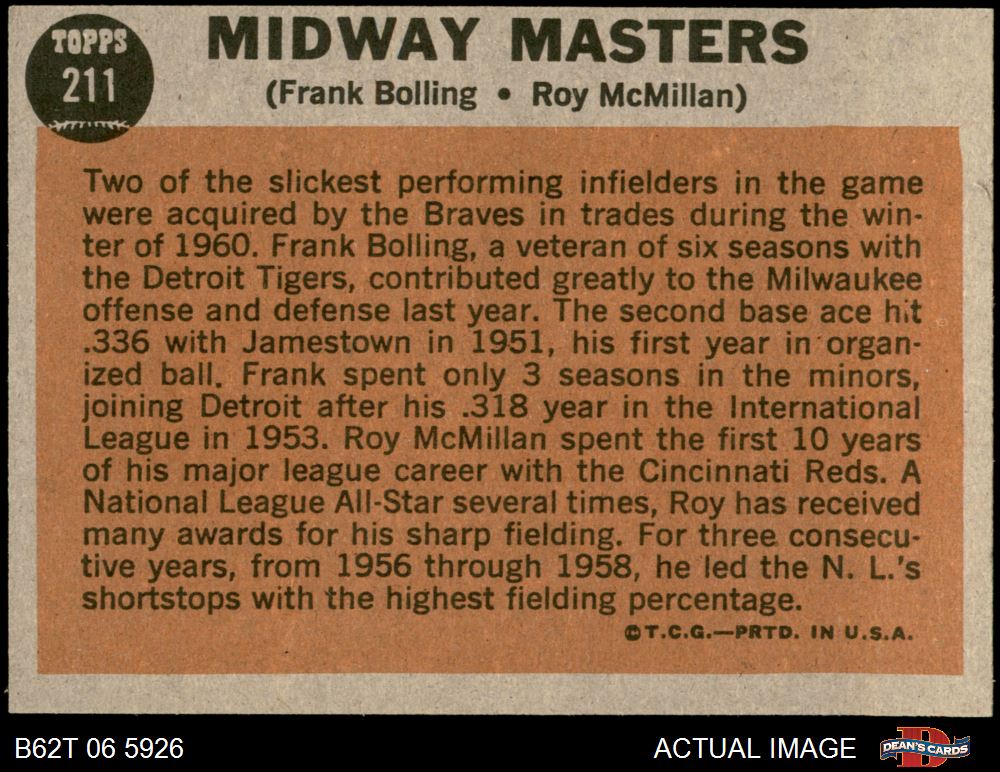 TOPPS
211
MIDWAY MASTERS
(Frank Bolling • Roy McMillan)
Two of the slickest performing infielders in the game
were acquired by the Braves in trades during the win-
ter of 1960. Frank Bolling, a veteran of six seasons with
the Detroit Tigers, contributed greatly to the Milwaukee
offense and defense last year. The second base ace hit
.336 with Jamestown in 1951, his first year in organ-
ized ball. Frank spent only 3 seasons in the minors,
joining Detroit after his .318 year in the International
League in 1953. Roy McMillan spent the first 10 years
of his major league career with the Cincinnati Reds. A
National League All-Star several times, Roy has received
many awards for his sharp fielding. For three consecu-
tive years, from 1956 through 1958, he led the N. L.'s
shortstops with the highest fielding percentage.
©T.C.G.—PRTD. IN U.S.A.
B62T 06 5926
ACTUAL IMAGE
D
DEAN'S CARDS